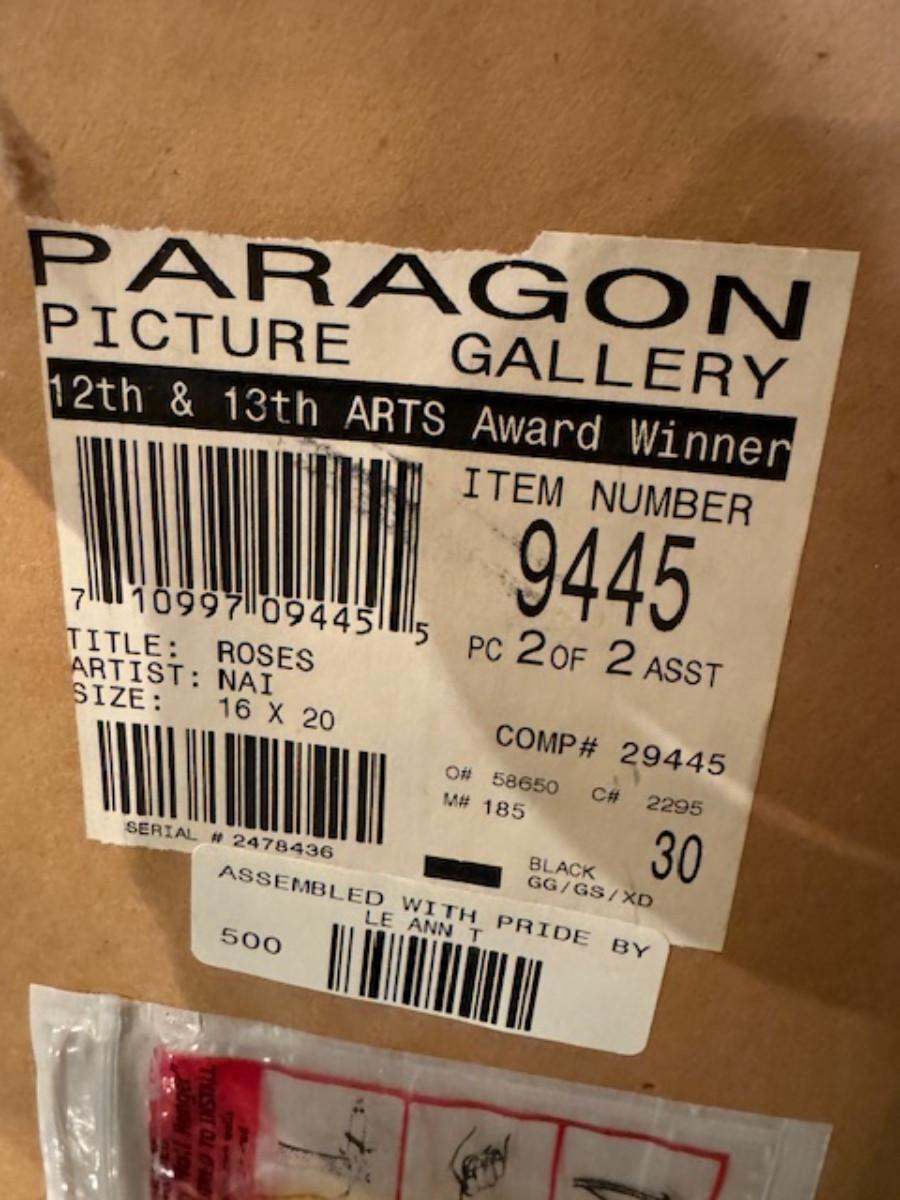 PARAGON
PICTURE GALLERY
12th & 13th ARTS Award Winner
ITEM NUMBER
9445
7 10997 09445 5
PC 2 OF 2 ASST
TITLE: ROSES
ARTIST: NAI
SIZE: 16 X 20
COMP# 29445
O# 58650 C# 2295
M# 185
SERIAL # 2478436
BLACK 30
GG/GS/XD
ASSEMBLED WITH PRIDE BY
LE ANN T
500